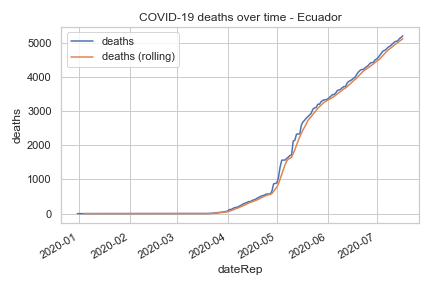 COVID-19 deaths over time - Ecuador
deaths
deaths (rolling)
5000
4000
3000
2000
1000
0
deaths
2020-01
2020-02
2020-03
2020-04
2020-05
2020-06
2020-07
dateRep